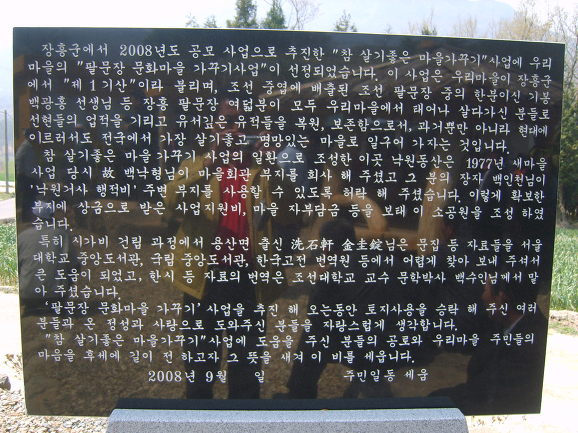 장흥군에서 2008년도 공모 사업으로 추진한 "참 살기좋은 마을가꾸기"사업에 우리
마을의 "팔문장 문화마을 가꾸기사업"이 선정되었습니다. 이 사업은 우리마을이 장흥군
에서 "제1기산"이라 불리며, 조선 중엽에 배출된 조선 팔문장 중의 한분이신 기봉
백광홍 선생님 등 장흥 팔문장 여덟분이 모두 우리마을에서 태어나 살다가신 분들로
선현들의 업적을 기리고 유서깊은 유적들을 복원, 보존함으로서, 과거뿐만 아니라 현대에
이르러서도 전국에서 가장 살기좋고 명망있는 마을로 일구어 가자는 것입니다.
참 살기좋은 마을 가꾸기 사업의 일환으로 조성한 이곳 낙원동산은 1977년 새마을
사업 당시 故 백낙형님이 마을회관 부지를 희사 해 주셨고 그 분의 장자 백인천님이
'낙원거사 행적비' 주변 부지를 사용할 수 있도록 허락 해 주셨습니다. 이렇게 확보한
부지에 상금으로 받은 사업지원비, 마을 자부담금 등을 보태 이 소공원을 조성 하였
습니다.
특히 시가비 건립 과정에서 용산면 출신 洗石軒 金圭錠님은 문집 등 자료들을 서울
대학교 중앙도서관, 국립 중앙도서관, 한국고전 번역원 등에서 어렵게 찾아 보내 주셔서
큰 도움이 되었고, 한시 등 자료의 번역은 조선대학교 교수 문학박사 백수인님께서 맡
아 주셨습니다.
'팔문장 문화마을 가꾸기' 사업을 추진 해 오는동안 토지사용을 승락 해 주신 여러
분들과 온 정성과 사랑으로 도와주신 분들을 자랑스럽게 생각합니다.
"참 살기좋은 마을가꾸기"사업에 도움을 주신 분들의 공로와 우리마을 주민들의
마음을 후세에 길이 전 하고자 그 뜻을 새겨 이 비를 세웁니다.
2008년 9월 일 주민일동 세움